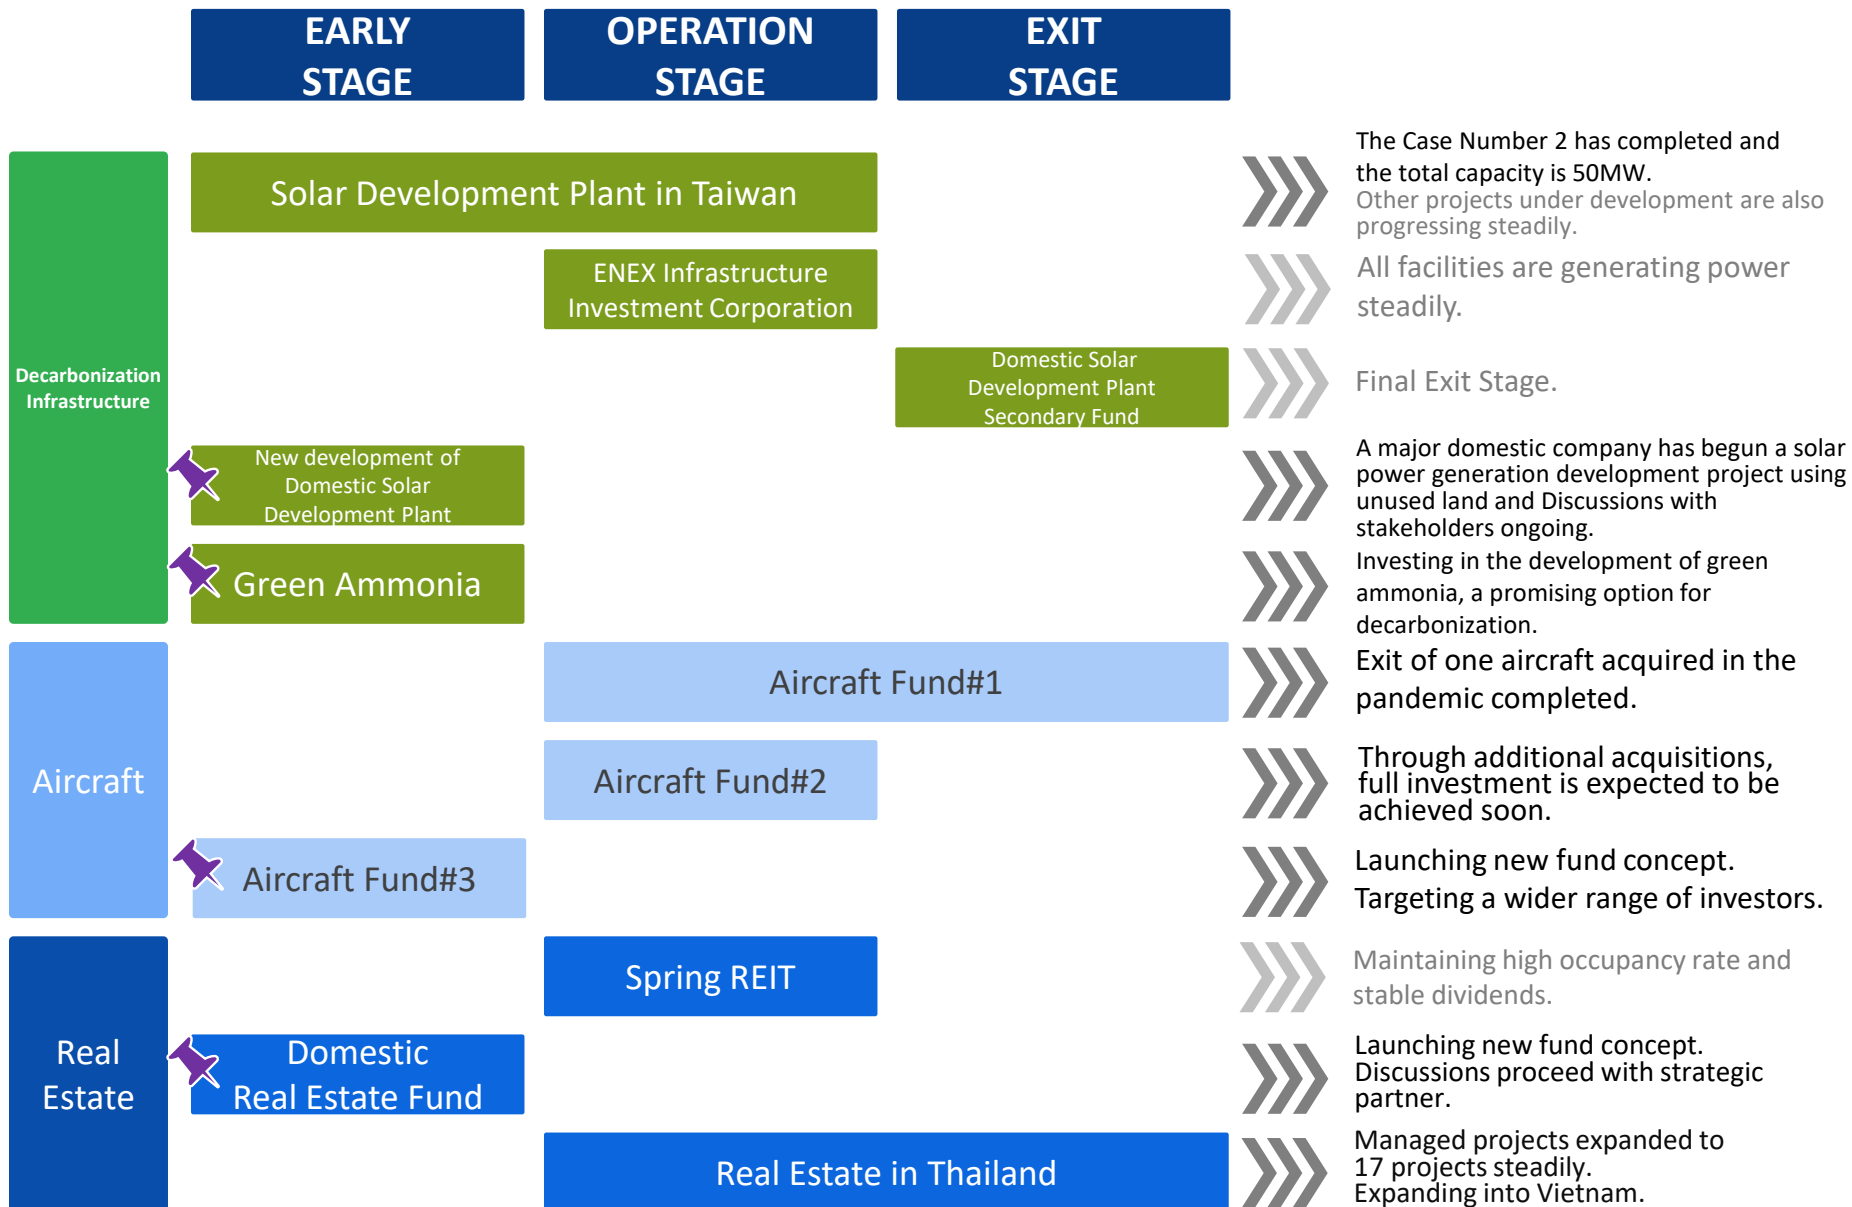 EARLY
STAGE
OPERATION
STAGE
EXIT
STAGE
Decarbonization
Infrastructure
Solar Development Plant in Taiwan
The Case Number 2 has completed and
the total capacity is 50MW.
Other projects under development are also
progressing steadily.
ENEX Infrastructure
Investment Corporation
All facilities are generating power
steadily.
Domestic Solar
Development Plant
Secondary Fund
Final Exit Stage.
New development of
Domestic Solar
Development Plant
A major domestic company has begun a solar
power generation development project using
unused land and Discussions with
stakeholders ongoing.
Green Ammonia
Investing in the development of green
ammonia, a promising option for
decarbonization.
Aircraft
Aircraft Fund#1
Exit of one aircraft acquired in the
pandemic completed.
Aircraft Fund#2
Through additional acquisitions,
full investment is expected to be
achieved soon.
Aircraft Fund#3
Launching new fund concept.
Targeting a wider range of investors.
Real
Estate
Spring REIT
Maintaining high occupancy rate and
stable dividends.
Domestic
Real Estate Fund
Launching new fund concept.
Discussions proceed with strategic
partner.
Real Estate in Thailand
Managed projects expanded to
17 projects steadily.
Expanding into Vietnam.